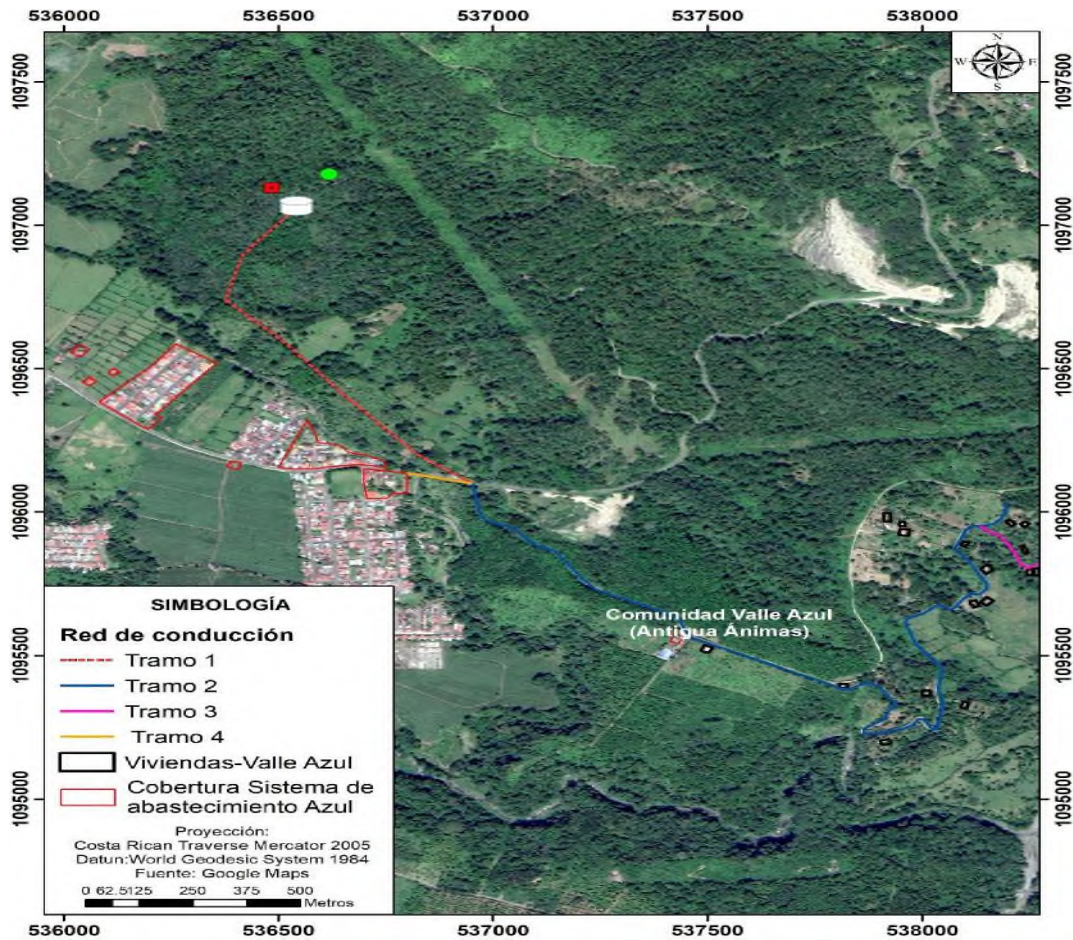 536000 536500 537000 537500 538000
N
W E
S
1097500 1097500
1097000 1097000
1096500 1096500
1096000 1096000
1095500 1095500
1095000 1095000
Comunidad Valle Azul
(Antigua Ánimas)
SIMBOLOGÍA
Red de conducción
Tramo 1
Tramo 2
Tramo 3
Tramo 4
Viviendas-Valle Azul
Cobertura Sistema de
abastecimiento Azul
Proyección:
Costa Rican Traverse Mercator 2005
Datun:World Geodesic System 1984
Fuente: Google Maps
0 62.5125 250 375 500
Metros
536000 536500 537000 537500 538000